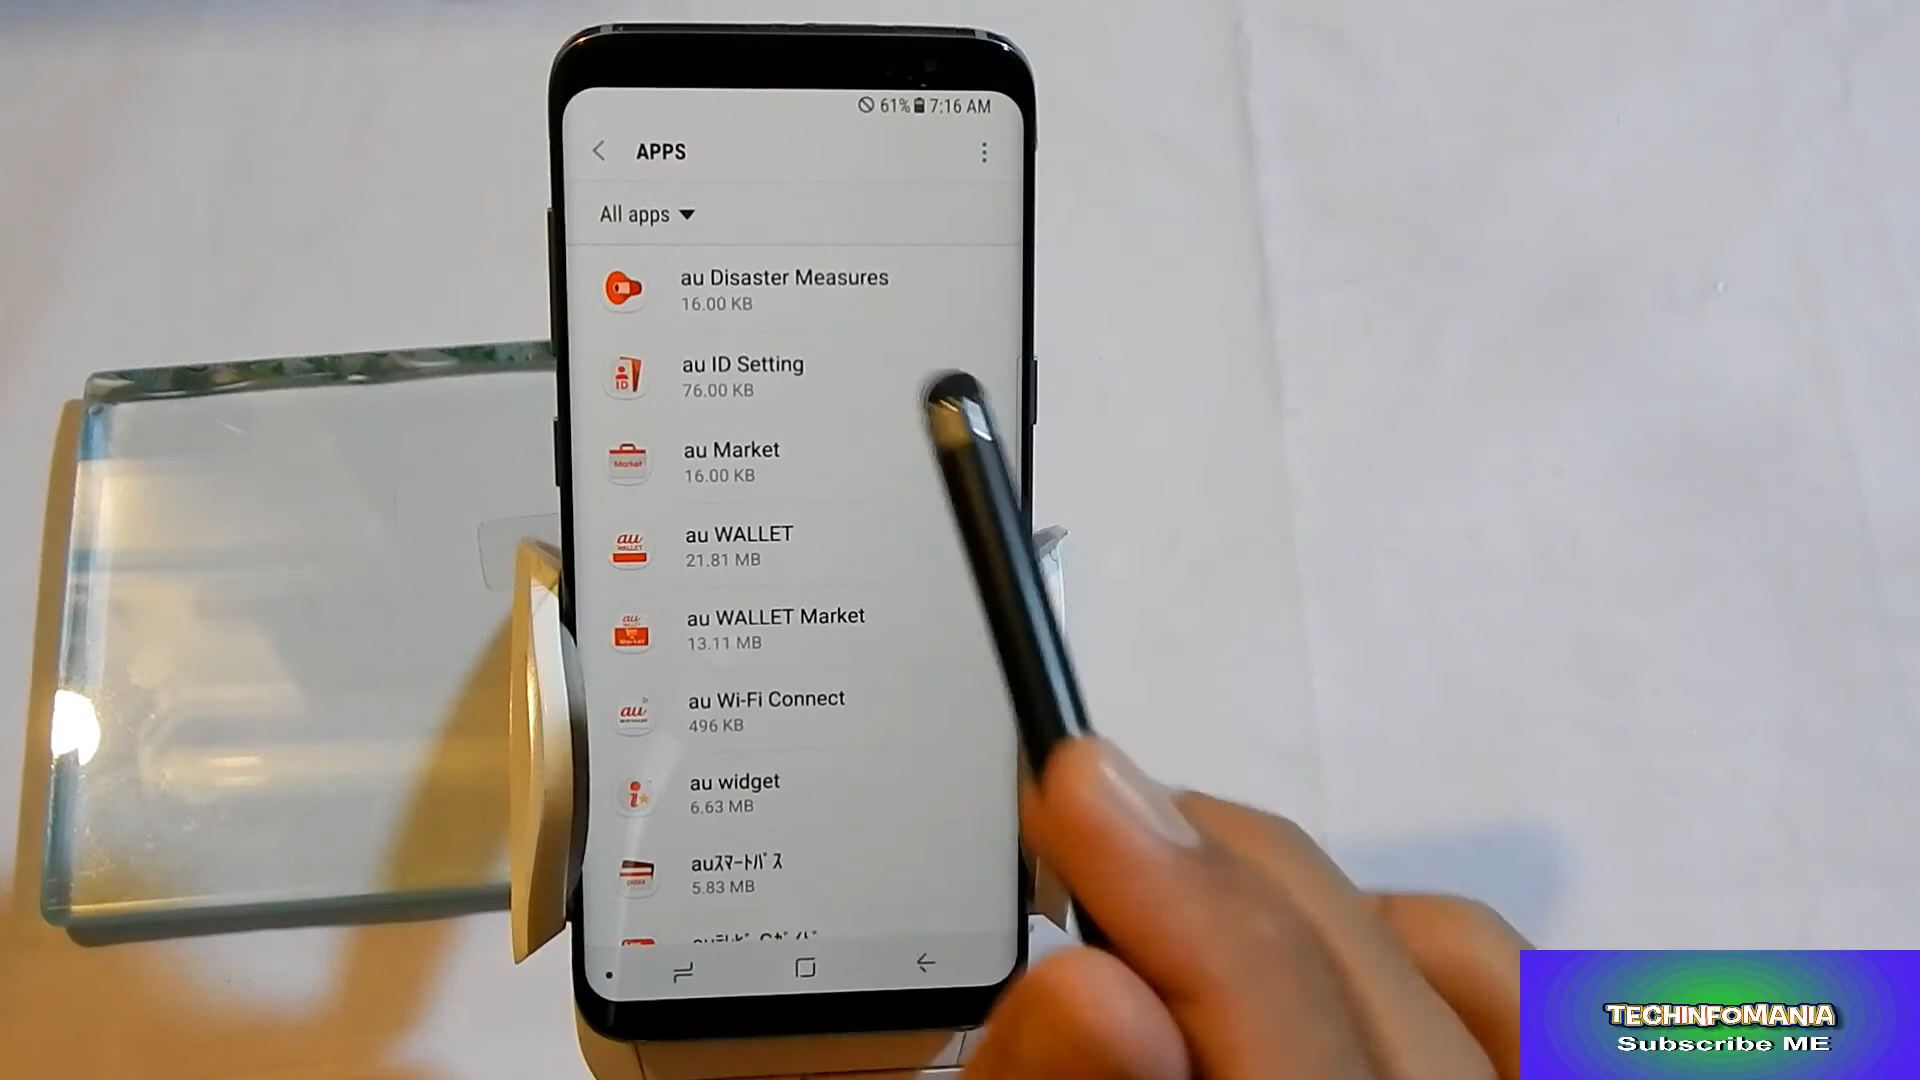 61% 7:16 AM
APPS
All apps
au Disaster Measures
16.00 KB
au ID Setting
76.00 KB
au Market
16.00 KB
au WALLET
21.81 MB
au WALLET Market
13.11 MB
au Wi-Fi Connect
496 KB
au widget
6.63 MB
auｽﾏｰﾄﾊﾟｽ
5.83 MB
TECHINFOMANIA
Subscribe ME